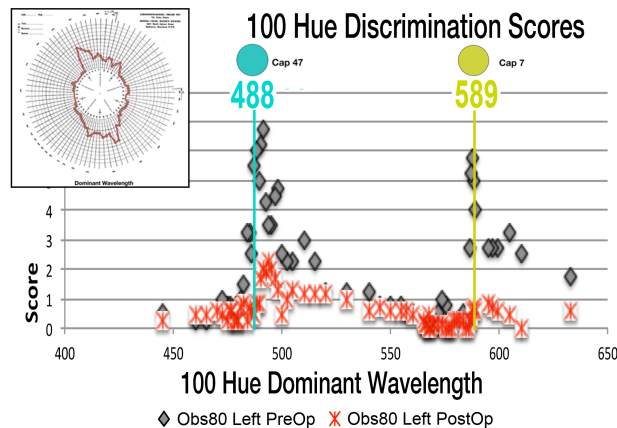 100 Hue Discrimination Scores
Cap 47
Cap 7
488
589
Dominant Wavelength
Score
4
3
2
1
0
400
450
500
550
600
650
100 Hue Dominant Wavelength
Obs80 Left PreOp
Obs80 Left PostOp